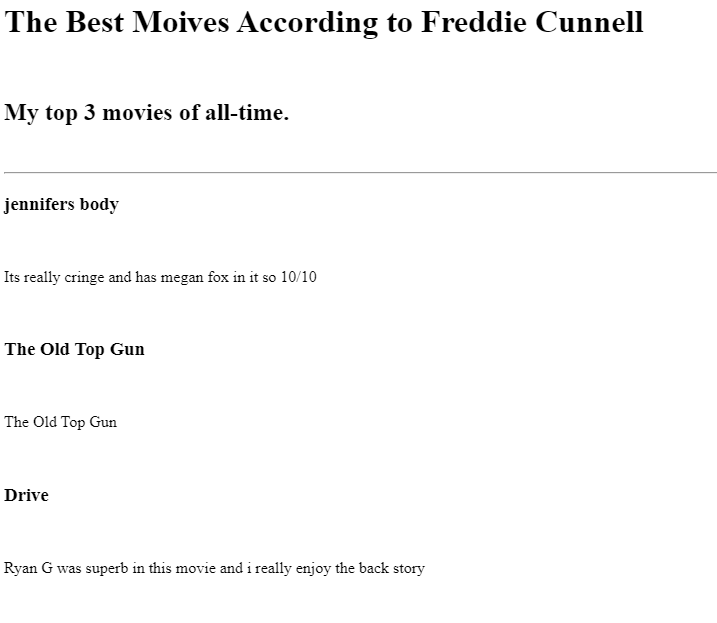 The Best Moives According to Freddie Cunnell
My top 3 movies of all-time.
jennifers body
Its really cringe and has megan fox in it so 10/10
The Old Top Gun
The Old Top Gun
Drive
Ryan G was superb in this movie and i really enjoy the back story